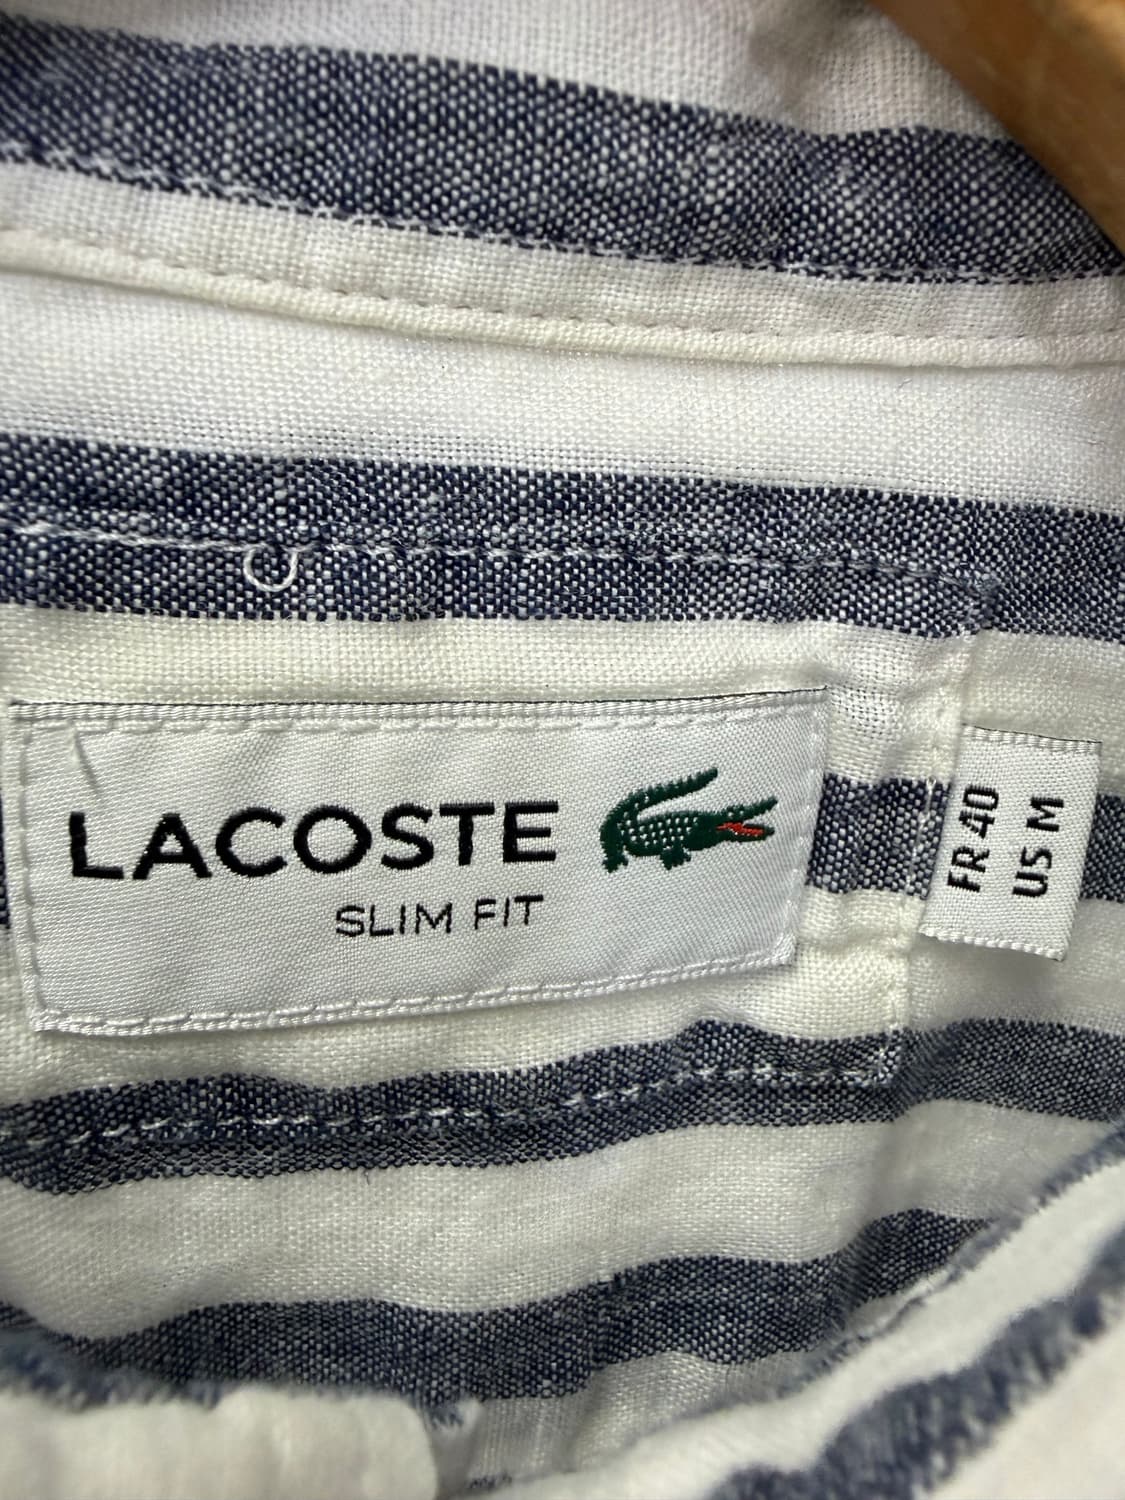 LACOSTE
SLIM FIT
FR 40
US M